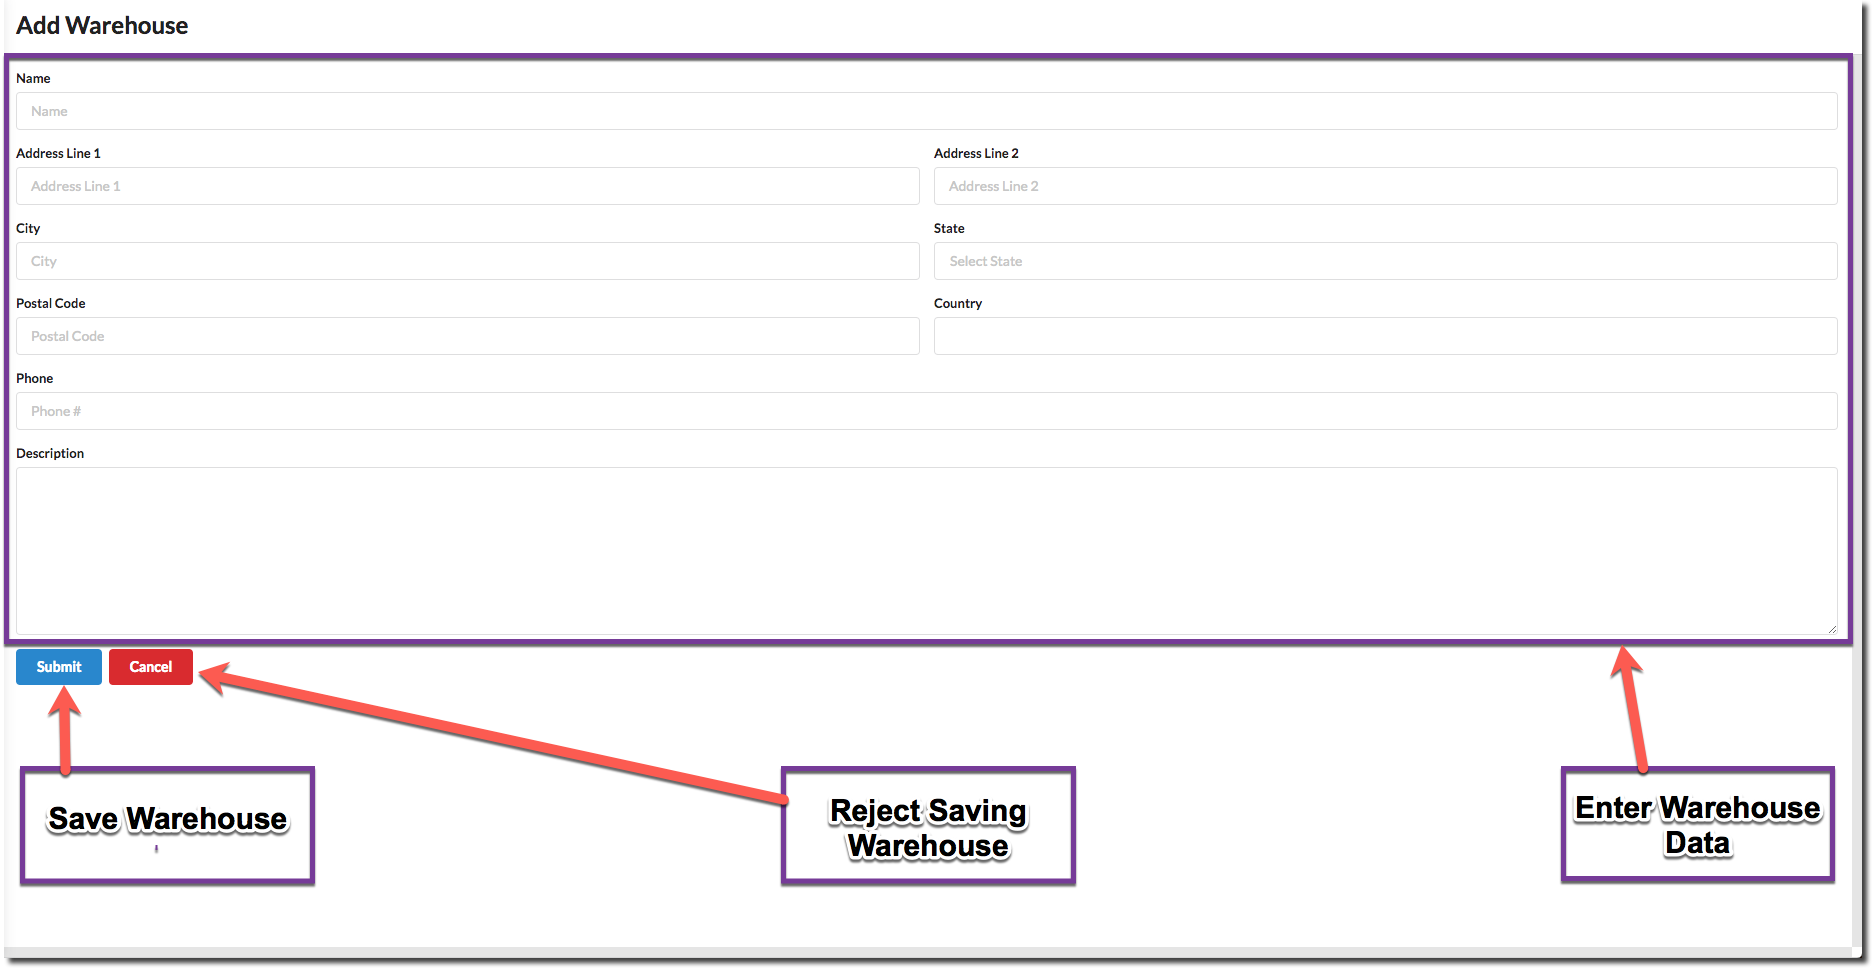 Add Warehouse
Name
Name
Address Line 1
Address Line 2
Address Line 1
Address Line 2
City
State
City
Select State
Postal Code
Country
Postal Code
Phone
Phone #
Description
Submit
Cancel
Save Warehouse
Reject Saving
Warehouse
Enter Warehouse
Data